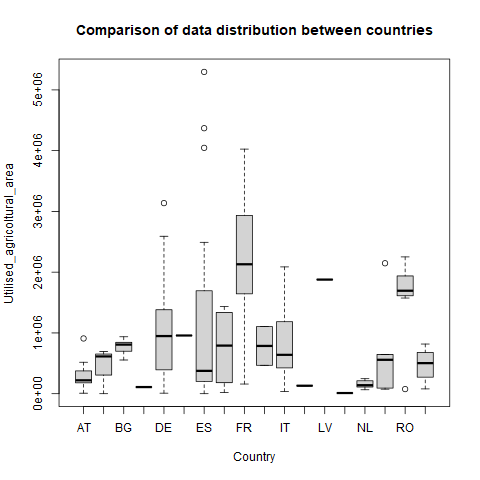 Comparison of data distribution between countries
Utilised_agricoltural_area
5e+06
4e+06
3e+06
2e+06
1e+06
0e+00
AT BG DE ES FR IT LV NL RO
Country